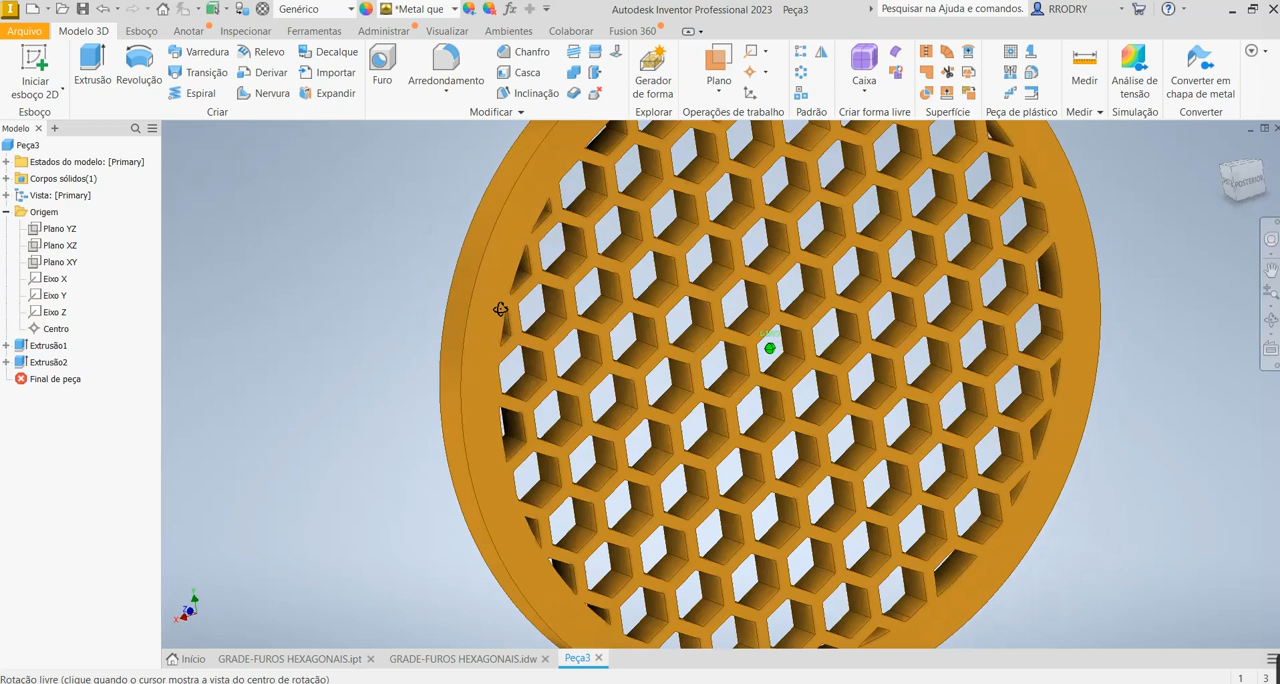 Genérico
*Metal que
Autodesk Inventor Professional 2023 Peça3
Pesquisar na Ajuda e comandos.
RRODRY
Arquivo
Modelo 3D
Esboço
Anotar
Inspecionar
Ferramentas
Administrar
Visualizar
Ambientes
Colaborar
Fusion 360
Iniciar
esboço 2D
Extrusão
Revolução
Varredura
Relevo
Decalque
Transição
Derivar
Importar
Espiral
Nervura
Expandir
Furo
Arredondamento
Chanfro
Casca
Inclinação
Gerador
de forma
Plano
Caixa
Medir
Análise de
tensão
Converter em
chapa de metal
Esboço
Criar
Modificar
Explorar
Operações de trabalho
Padrão
Criar forma livre
Superfície
Peça de plástico
Medir
Simulação
Converter
Modelo
Peça3
Estados do modelo: [Primary]
Corpos sólidos(1)
Vista: [Primary]
Origem
Plano YZ
Plano XZ
Plano XY
Eixo X
Eixo Y
Eixo Z
Centro
Extrusão1
Extrusão2
Final de peça
POSTERIOR
Z
X
Início
GRADE-FUROS HEXAGONAIS.ipt
GRADE-FUROS HEXAGONAIS.idw
Peça3
Rotação livre (clique quando o cursor mostra a vista do centro de rotação)
1 3